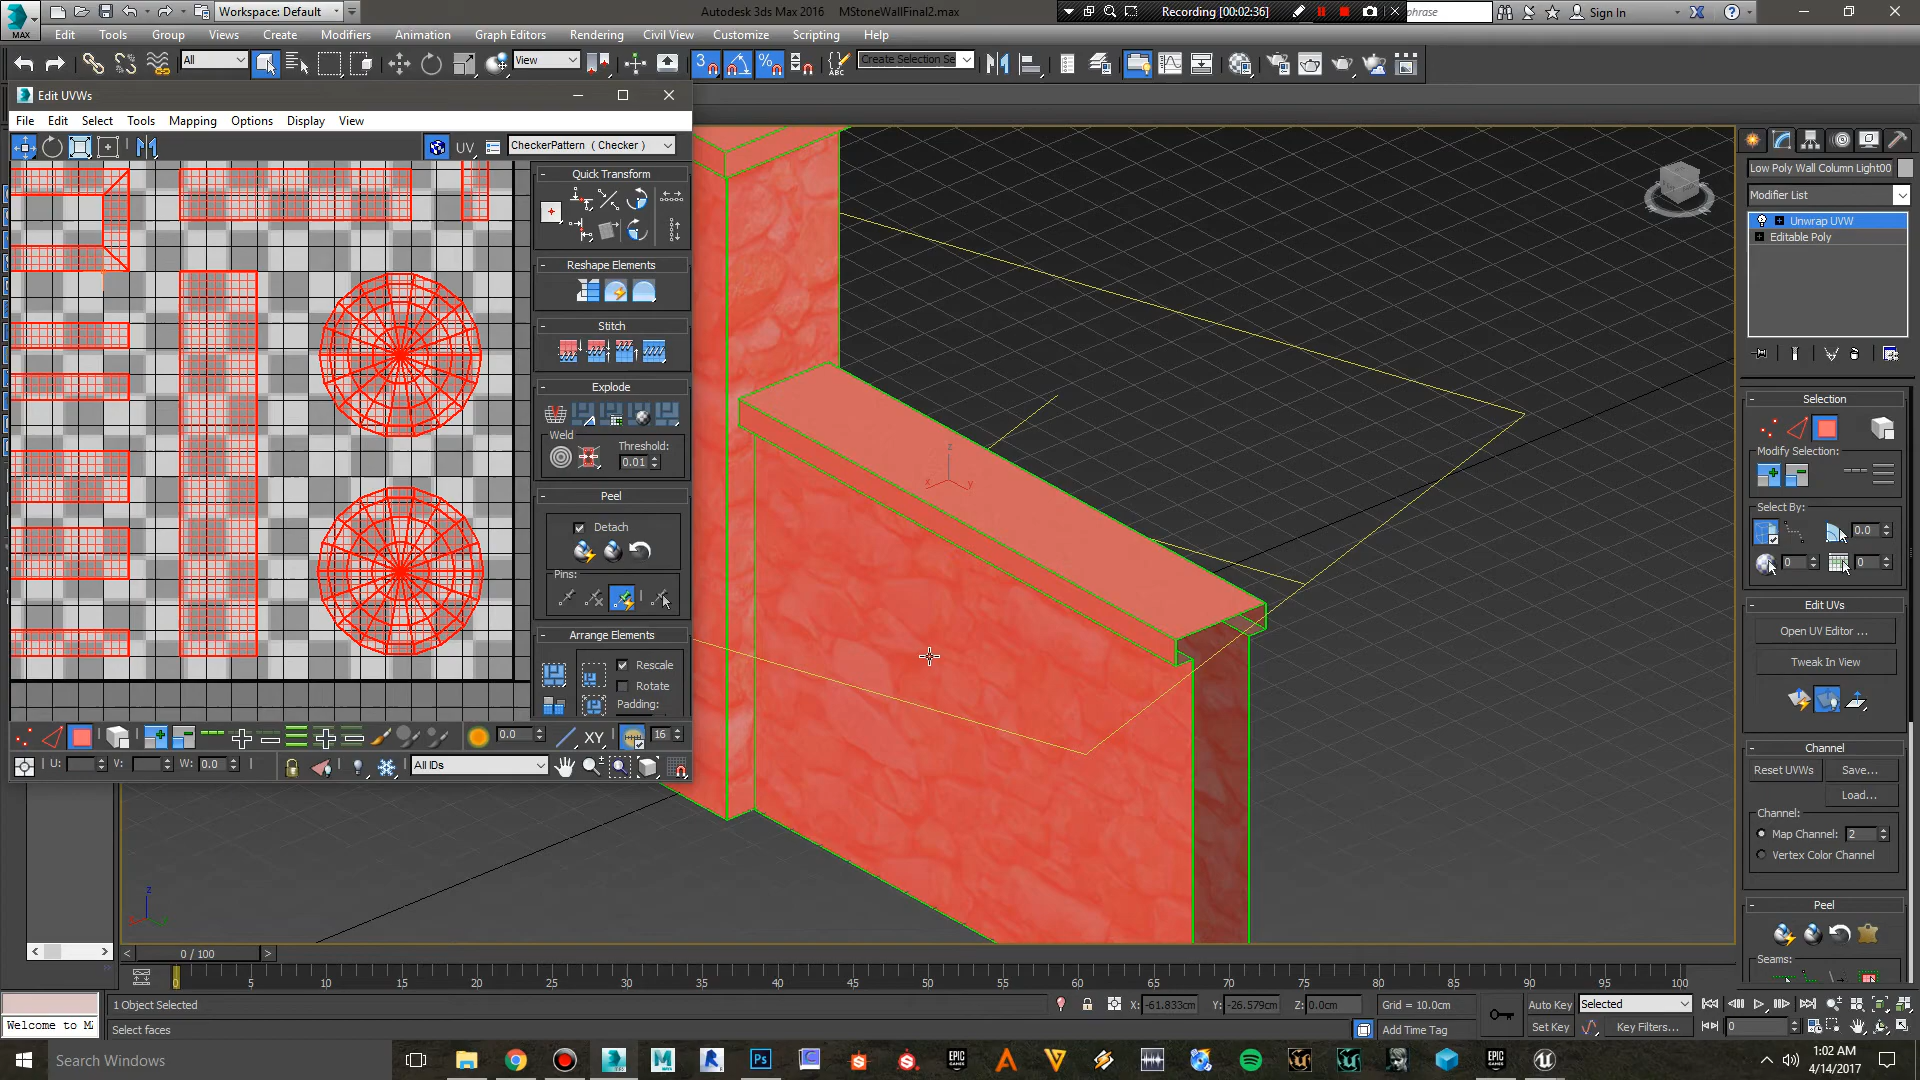 Workspace: Default
Autodesk 3ds Max 2016 MStoneWallFinal2.max
Recording [00:02:36]
phrase
Sign In
MAX
Edit Tools Group Views Create Modifiers Animation Graph Editors Rendering Civil View Customize Scripting Help
All
View
3
Create Selection Se
ABC
Edit UVWs
File Edit Select Tools Mapping Options Display View
UV
CheckerPattern ( Checker )
Quick Transform
Reshape Elements
Stitch
Explode
Weld
Threshold:
0.01
Peel
Detach
Pins:
Arrange Elements
Rescale
Rotate
Padding:
0.0
XY
16
U:
V:
W: 0.0
All IDs
z
x
y
z
Low Poly Wall Column Light00
Modifier List
Unwrap UVW
Editable Poly
Selection
Modify Selection:
Select By:
0.0
0
0
Edit UVs
Open UV Editor ...
Tweak In View
Channel
Reset UVWs
Save...
Load...
Channel:
Map Channel: 2
Vertex Color Channel
Peel
Seams:
0 / 100
0 5 10 15 20 25 30 35 40 45 50 55 60 65 70 75 80 85 90 95 100
1 Object Selected
X: -61.833cm Y: -26.579cm Z: 0.0cm
Grid = 10.0cm
Auto Key
Selected
Welcome to M
Select faces
Add Time Tag
Set Key
Key Filters...
0
Search Windows
Ps
EPIC GAMES
EPIC GAMES
1:02 AM
4/14/2017